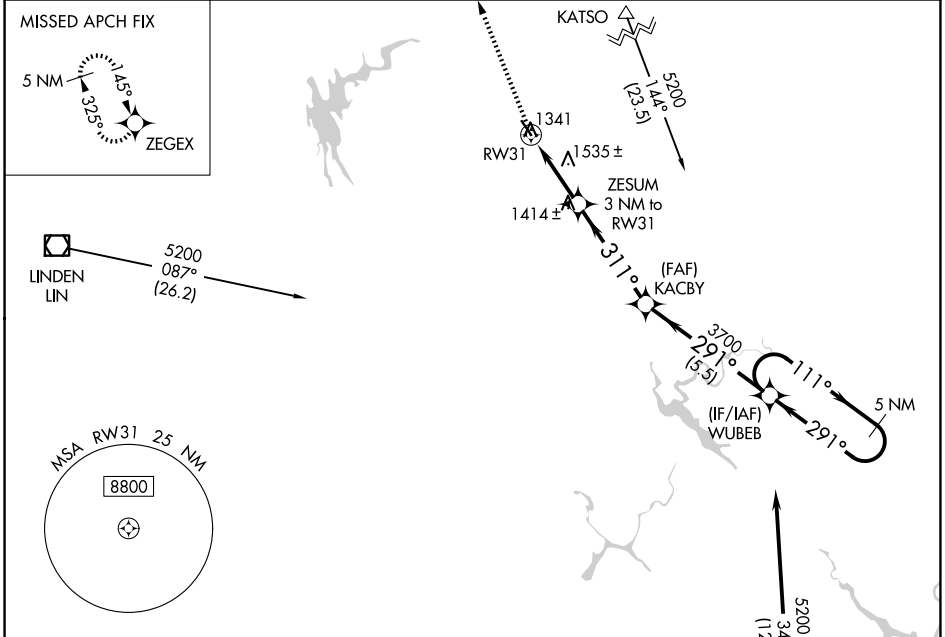 MISSED APCH FIX
5 NM
145°
325°
ZEGEX
KATSO
5200
144°
(23.5)
1341
RW31
1535 ±
ZESUM
3 NM to
RW31
1414 ±
LINDEN
LIN
5200
087°
(26.2)
311°
(FAF)
KACBY
3700
291°
(5.5)
111°
5 NM
(IF/IAF)
WUBEB
291°
MSA RW31 25 NM
8800
5200